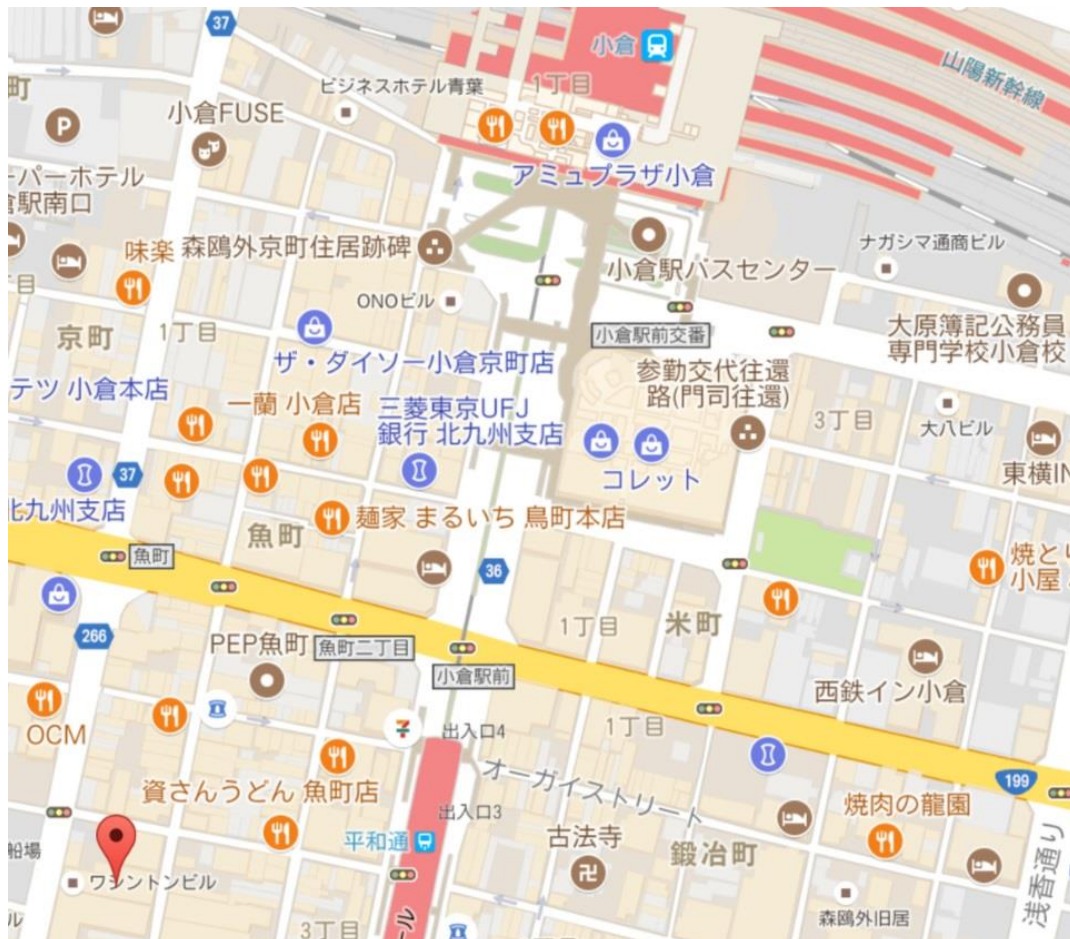 37
小倉
山陽新幹線
町
ビジネスホテル青葉
1丁目
P
小倉FUSE
アミュプラザ小倉
ーパーホテル
倉駅南口
味楽
森鴎外京町住居跡碑
ナガシマ通商ビル
小倉駅バスセンター
丁目
ONOビル
京町
1丁目
小倉駅前交番
大原簿記公務員
専門学校小倉校
ザ・ダイソー小倉京町店
参勤交代往還
路(門司往還)
テツ 小倉本店
一蘭 小倉店
三菱東京UFJ
銀行 北九州支店
3丁目
大八ビル
37
コレット
東横IN
北九州支店
麺家 まるいち 鳥町本店
魚町
魚町
36
焼とり
小屋
266
1丁目
米町
PEP魚町
魚町二丁目
小倉駅前
西鉄イン小倉
OCM
出入口4
1丁目
オーガイストリート
199
資さんうどん 魚町店
出入口3
焼肉の龍園
船場
平和通
古法寺
鍛冶町
浅香通り
ワシントンビル
ル
森鴎外旧居
3丁目